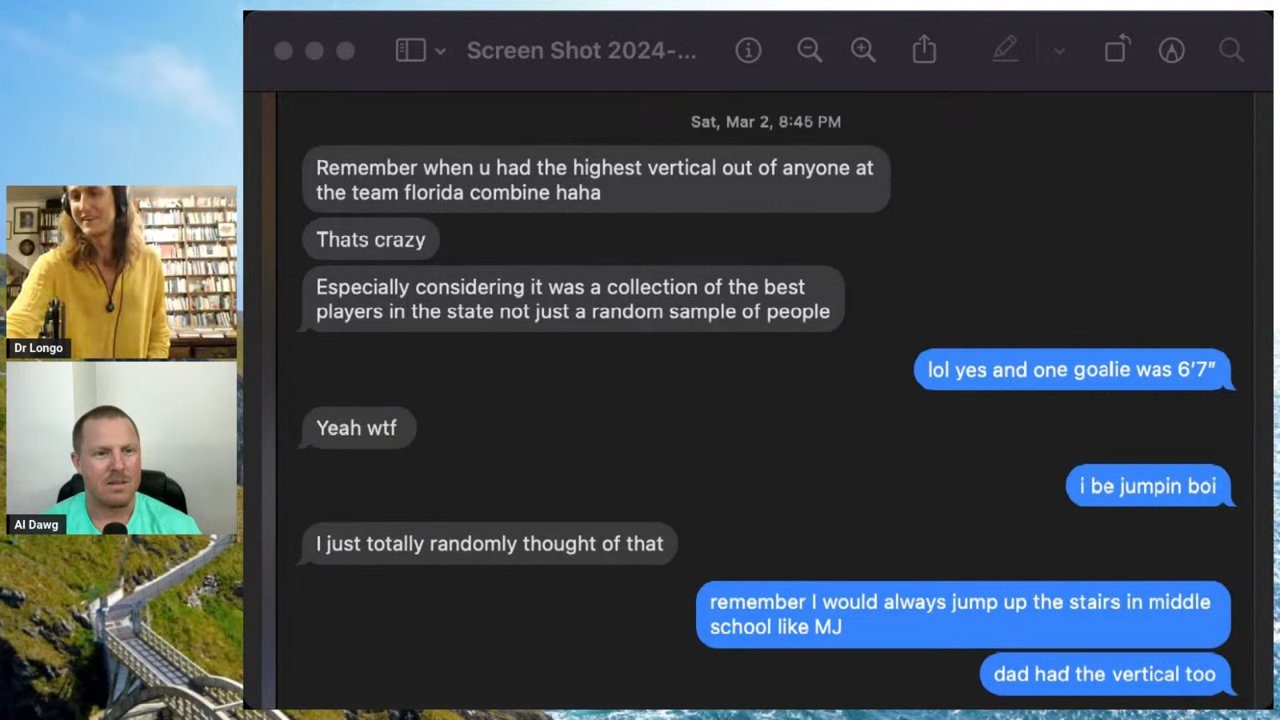 Screen Shot 2024-...
Sat, Mar 2, 8:45 PM
Remember when u had the highest vertical out of anyone at
the team florida combine haha
Thats crazy
Especially considering it was a collection of the best
players in the state not just a random sample of people
lol yes and one goalie was 6’7”
Yeah wtf
i be jumpin boi
I just totally randomly thought of that
remember I would always jump up the stairs in middle
school like MJ
dad had the vertical too
Dr Longo
Al Dawg